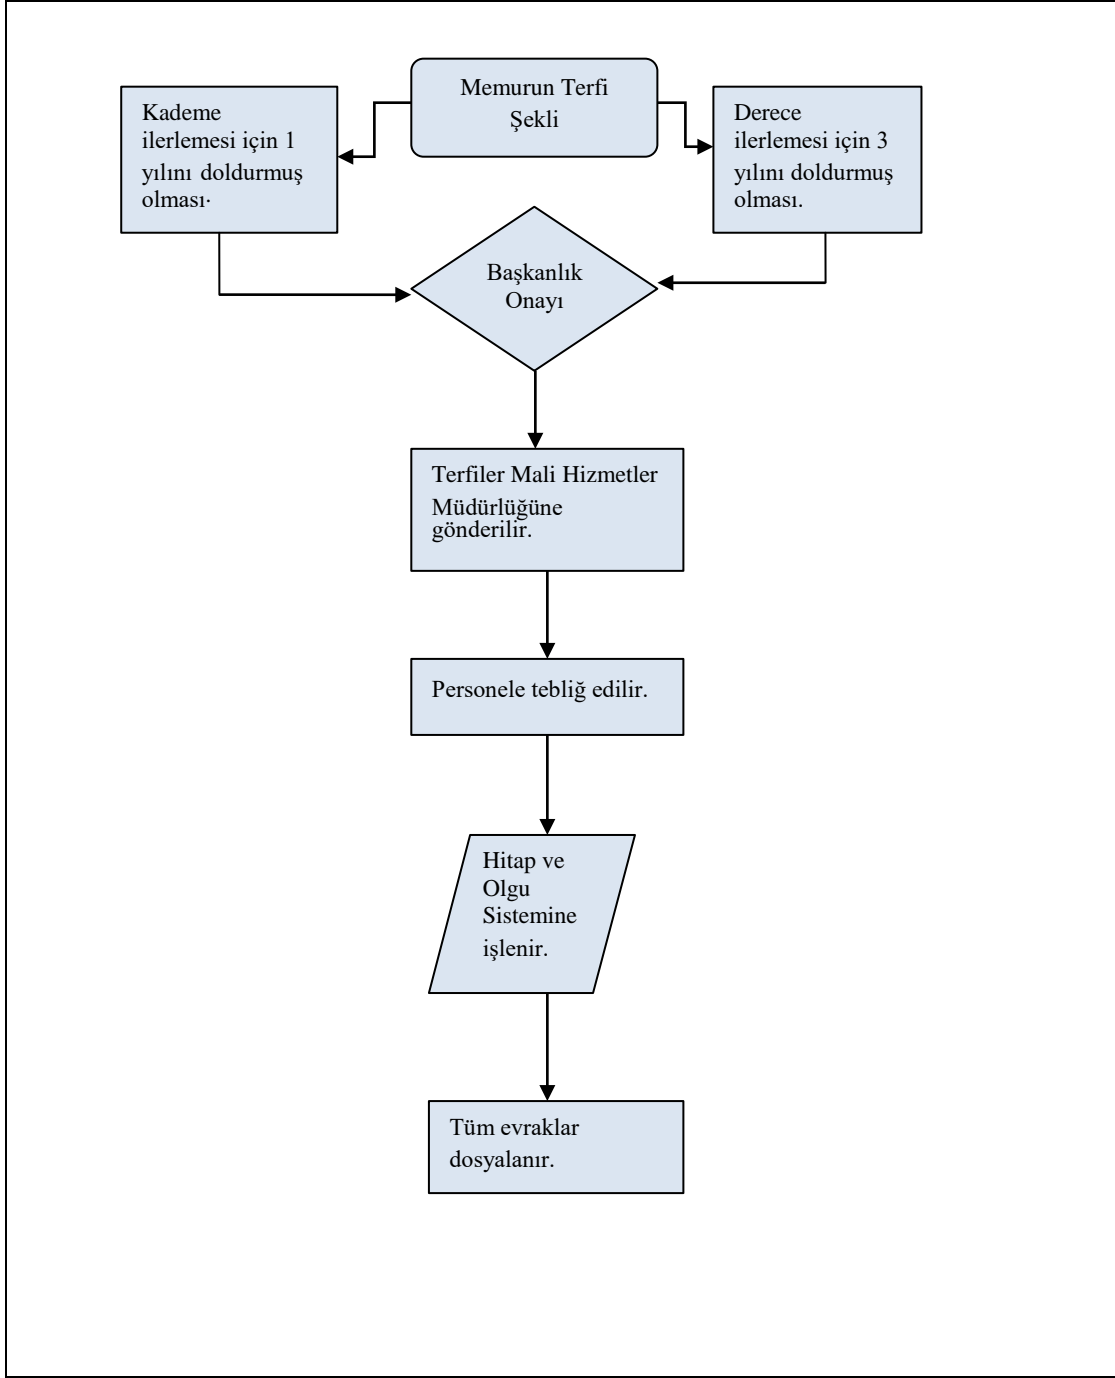 Memurun Terfi
Şekli
Kademe
ilerlemesi için 1
yılını doldurmuş
olması·
Derece
ilerlemesi için 3
yılını doldurmuş
olması.
Başkanlık
Onayı
Terfiler Mali Hizmetler
Müdürlüğüne
gönderilir.
Personele tebliğ edilir.
Hitap ve
Olgu
Sistemine
işlenir.
Tüm evraklar
dosyalanır.